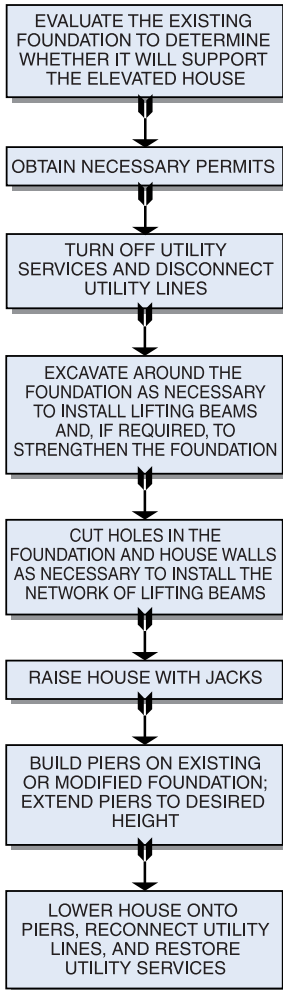 EVALUATE THE EXISTING
FOUNDATION TO DETERMINE
WHETHER IT WILL SUPPORT
THE ELEVATED HOUSE
OBTAIN NECESSARY PERMITS
TURN OFF UTILITY
SERVICES AND DISCONNECT
UTILITY LINES
EXCAVATE AROUND THE
FOUNDATION AS NECESSARY
TO INSTALL LIFTING BEAMS
AND, IF REQUIRED, TO
STRENGTHEN THE FOUNDATION
CUT HOLES IN THE
FOUNDATION AND HOUSE WALLS
AS NECESSARY TO INSTALL THE
NETWORK OF LIFTING BEAMS
RAISE HOUSE WITH JACKS
BUILD PIERS ON EXISTING
OR MODIFIED FOUNDATION;
EXTEND PIERS TO DESIRED
HEIGHT
LOWER HOUSE ONTO
PIERS, RECONNECT UTILITY
LINES, AND RESTORE
UTILITY SERVICES